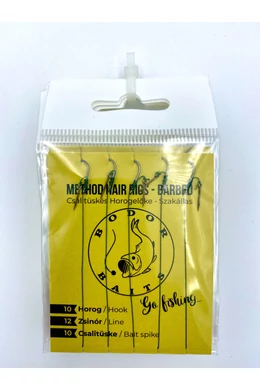 METHOD HAIR RIGS - BARBED
Csalitüskés Horogelőke - Szakállas
BODOR
BAITS
Go fishing...
10 Horog / Hook
12 Zsinór / Line
10 Csalitüske / Bait spike